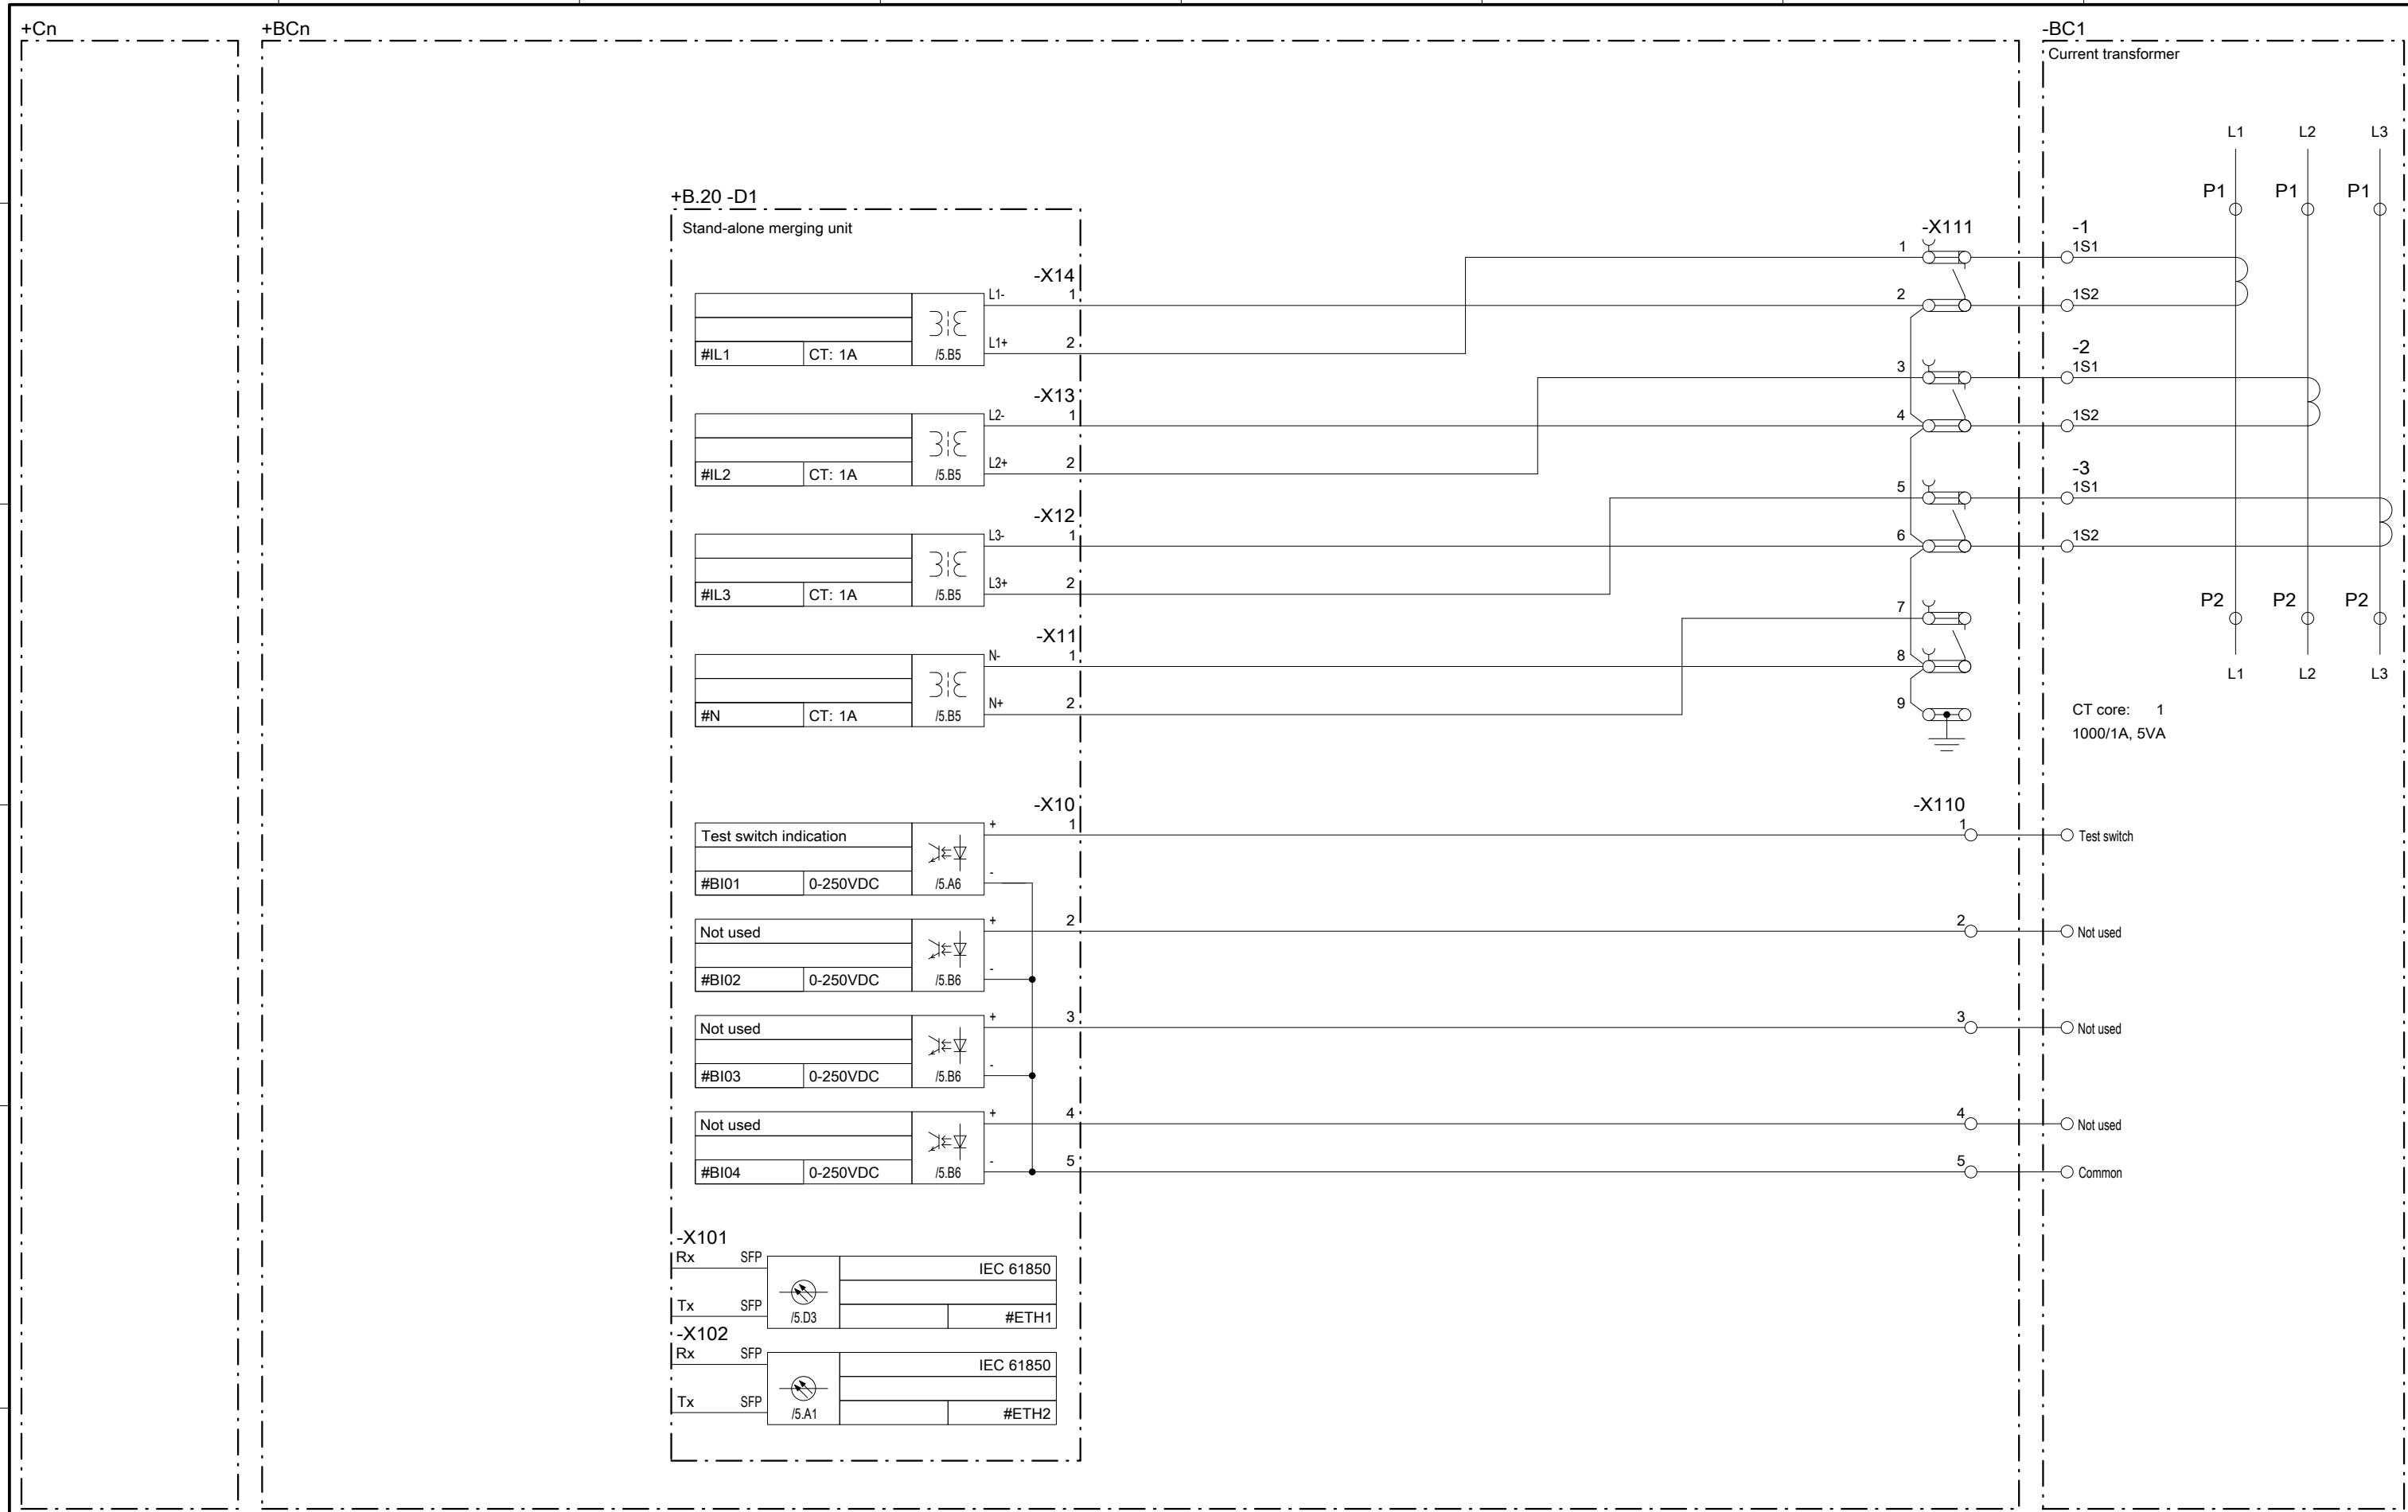 +Cn
+BCn
-BC1
Current transformer
L1 L2 L3
P1 P1 P1
+B.20 -D1
Stand-alone merging unit
-X111
-1
1 1S1
-X14
L1- 1 2 1S2
L1+ 2
#IL1 CT: 1A /5.B5
-2
3 1S1
-X13
L2- 1 4 1S2
L2+ 2
#IL2 CT: 1A /5.B5
-3
5 1S1
-X12
L3- 1 6 1S2
L3+ 2
#IL3 CT: 1A /5.B5
7
P2 P2 P2
-X11
N- 1 8
L1 L2 L3
N+ 2 9
#N CT: 1A /5.B5
CT core: 1
1000/1A, 5VA
-X10 -X110
+ 1 1
Test switch indication Test switch
-
#BI01 0-250VDC /5.A6
+ 2 2
Not used Not used
-
#BI02 0-250VDC /5.B6
+ 3 3
Not used Not used
-
#BI03 0-250VDC /5.B6
+ 4 4
Not used Not used
- 5 5
#BI04 0-250VDC /5.B6 Common
-X101
Rx SFP
IEC 61850
Tx SFP
/5.D3 #ETH1
-X102
Rx SFP
IEC 61850
Tx SFP
/5.A1 #ETH2